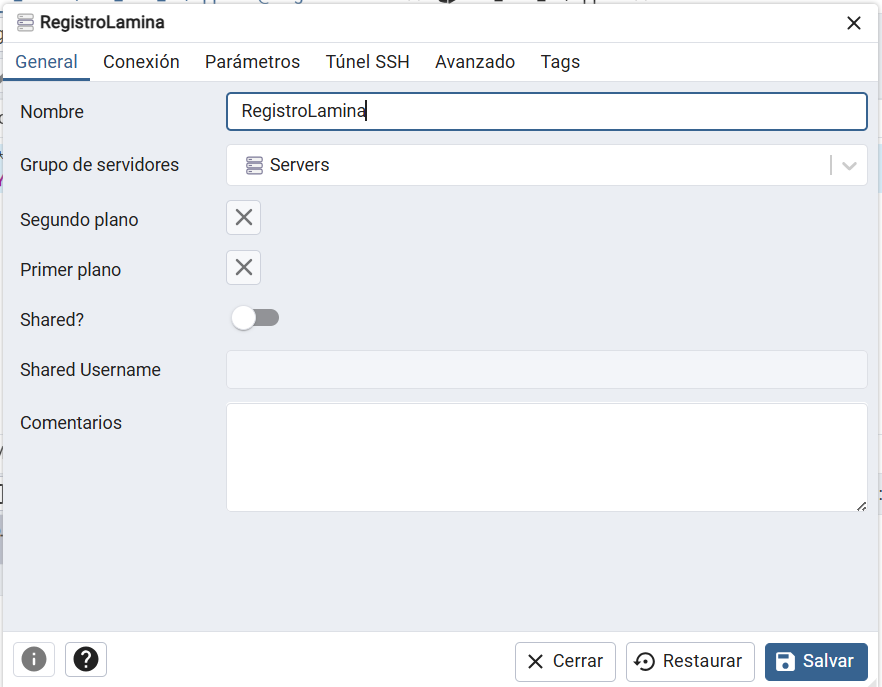 RegistroLamina
General Conexión Parámetros Túnel SSH Avanzado Tags
Nombre RegistroLamina
Grupo de servidores Servers
Segundo plano
Primer plano
Shared?
Shared Username
Comentarios
Cerrar Restaurar Salvar